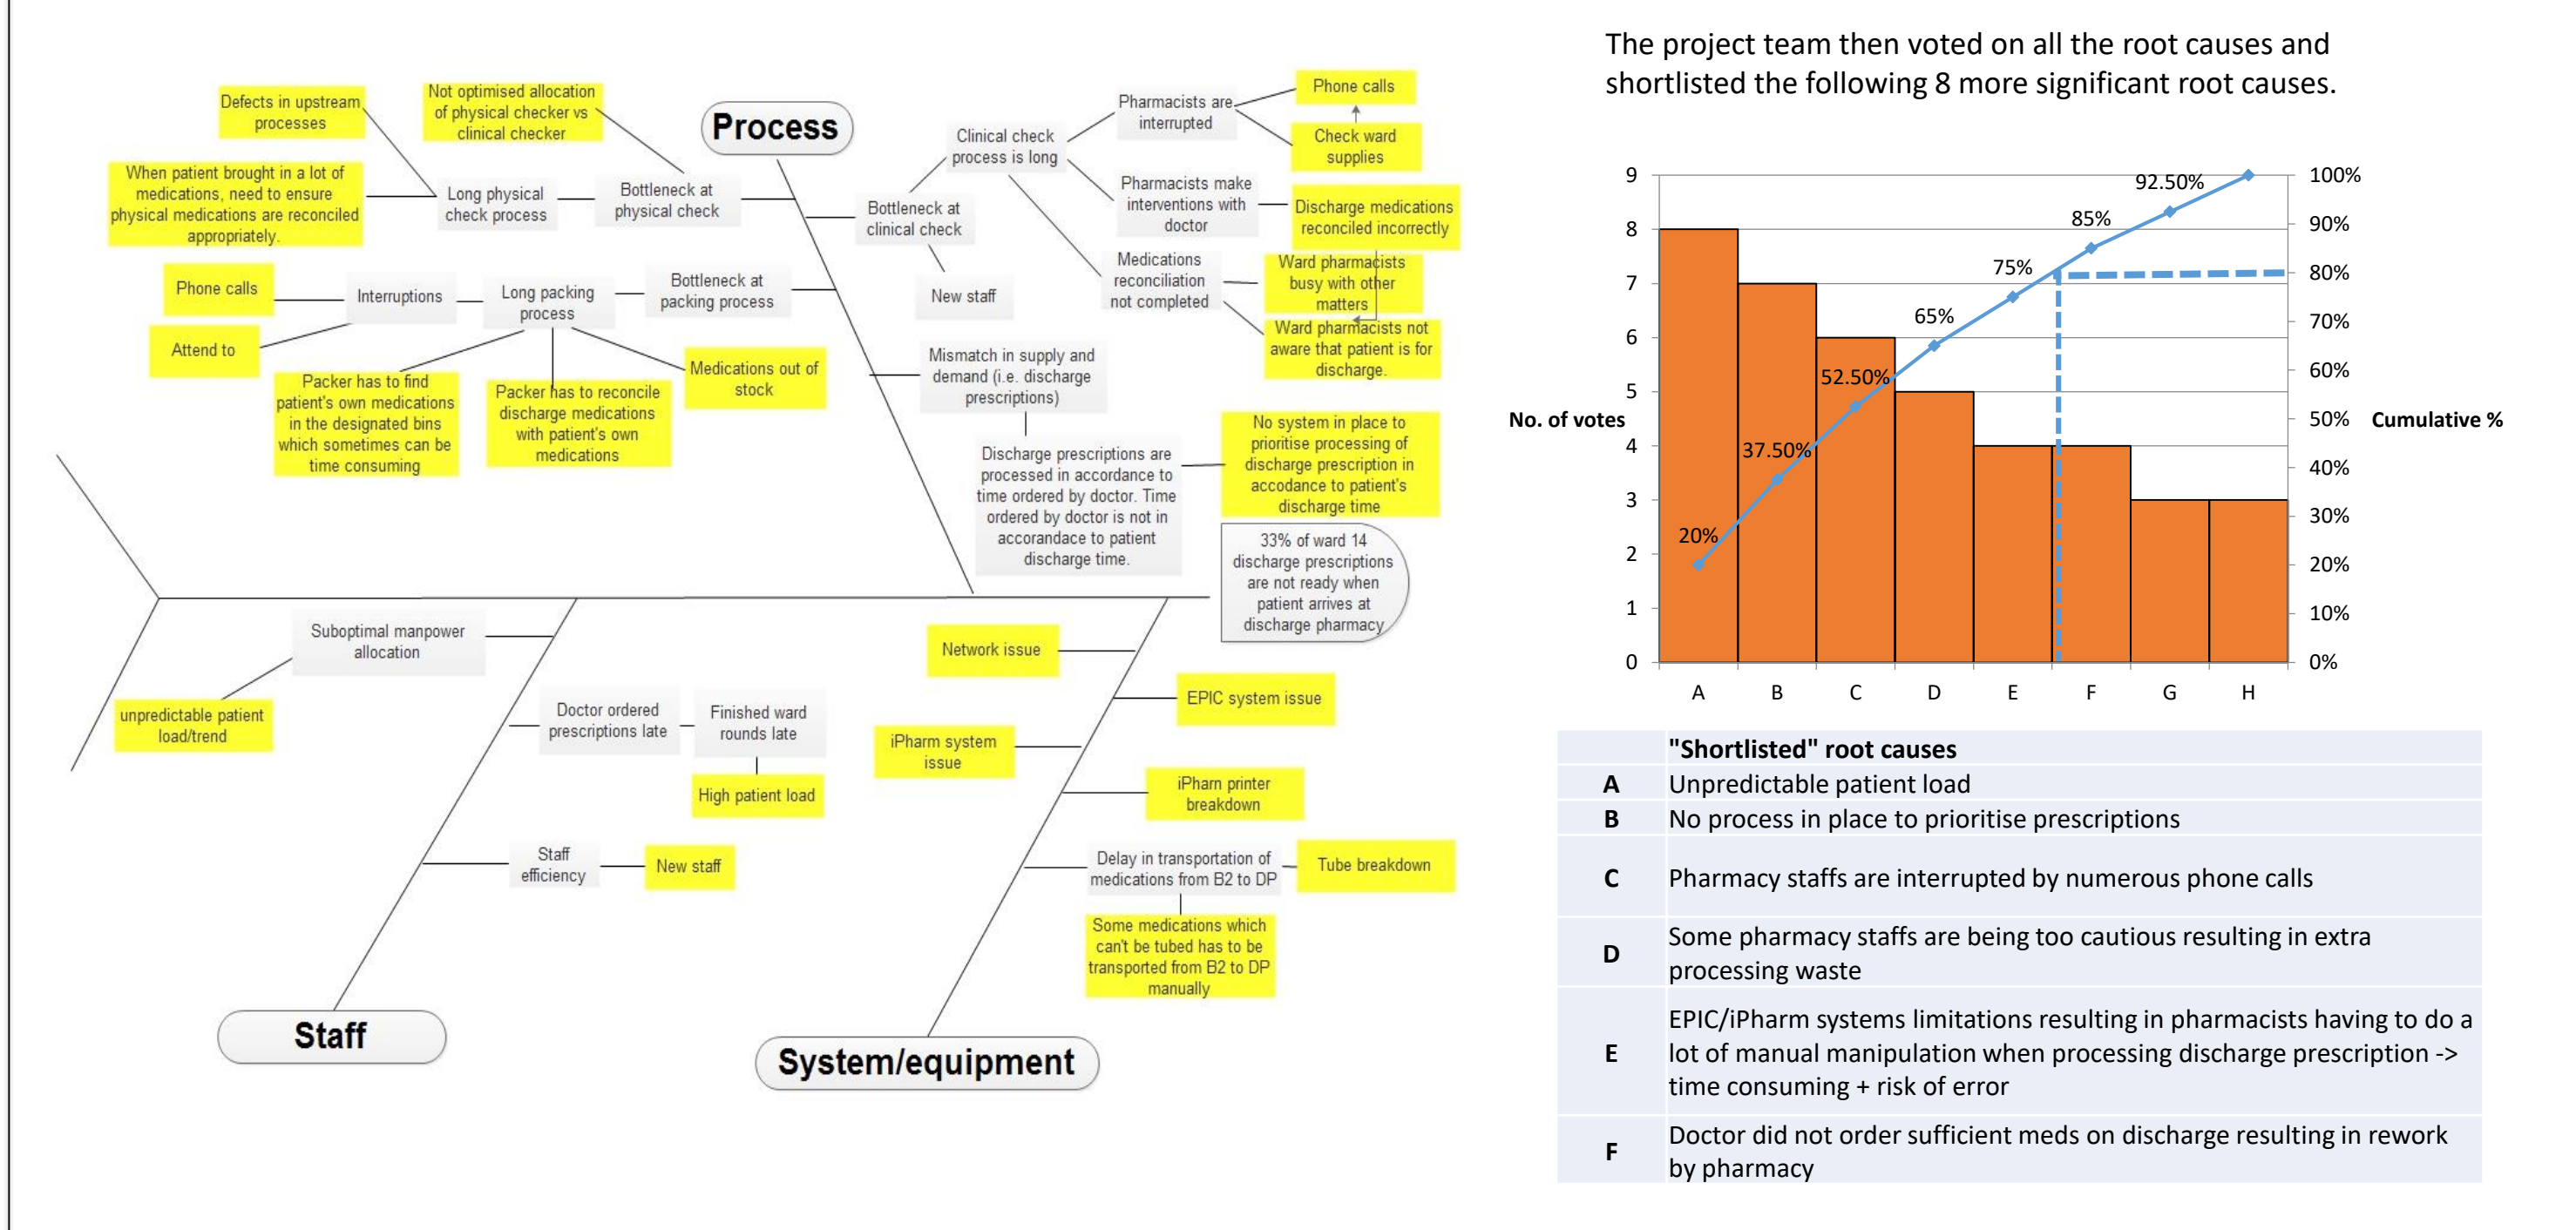 Defects in upstream
processes
Not optimised allocation
of physical checker vs
clinical checker
Process
When patient brought in a lot of
medications, need to ensure
physical medications are reconciled
appropriately.
Long physical
check process
Bottleneck at
physical check
Phone calls
Attend to
Interruptions
Long packing
process
Bottleneck at
packing process
Packer has to find
patient's own medications
in the designated bins
which sometimes can be
time consuming
Packer has to reconcile
discharge medications
with patient's own
medications
Medications out of
stock
Clinical check
process is long
Pharmacists are
interrupted
Phone calls
Check ward
supplies
Bottleneck at
clinical check
Pharmacists make
interventions with
doctor
Discharge medications
reconciled incorrectly
New staff
Medications
reconciliation
not completed
Ward pharmacists
busy with other
matters
Ward pharmacists not
aware that patient is for
discharge.
Mismatch in supply and
demand (i.e. discharge
prescriptions)
Discharge prescriptions are
processed in accordance to
time ordered by doctor. Time
ordered by doctor is not in
accorandace to patient
discharge time.
No system in place to
prioritise processing of
discharge prescription in
accodance to patient's
discharge time
33% of ward 14
discharge prescriptions
are not ready when
patient arrives at
discharge pharmacy
Suboptimal manpower
allocation
unpredictable patient
load/trend
Doctor ordered
prescriptions late
Finished ward
rounds late
High patient load
Staff
efficiency
New staff
Staff
Network issue
EPIC system issue
iPharm system
issue
iPharn printer
breakdown
Delay in transportation of
medications from B2 to DP
Tube breakdown
Some medications which
can't be tubed has to be
transported from B2 to DP
manually
System/equipment
The project team then voted on all the root causes and
shortlisted the following 8 more significant root causes.
No. of votes
9
8
7
6
5
4
3
2
1
0
20%
37.50%
52.50%
65%
75%
85%
92.50%
100%
90%
80%
70%
60%
50%
40%
30%
20%
10%
0%
Cumulative %
A B C D E F G H
"Shortlisted" root causes
A Unpredictable patient load
B No process in place to prioritise prescriptions
C Pharmacy staffs are interrupted by numerous phone calls
D Some pharmacy staffs are being too cautious resulting in extra
processing waste
E EPIC/iPharm systems limitations resulting in pharmacists having to do a
lot of manual manipulation when processing discharge prescription ->
time consuming + risk of error
F Doctor did not order sufficient meds on discharge resulting in rework
by pharmacy